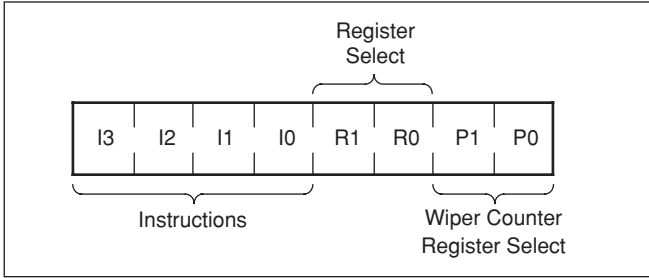 Register
Select
I3 I2 I1 I0 R1 R0 P1 P0
Instructions
Wiper Counter
Register Select